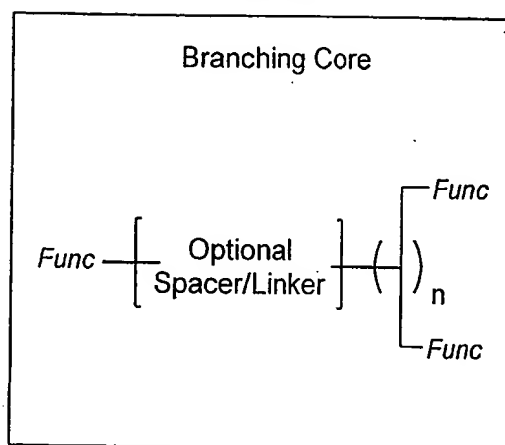 Branching Core
Func
Func
Optional
Spacer/Linker
n
Func